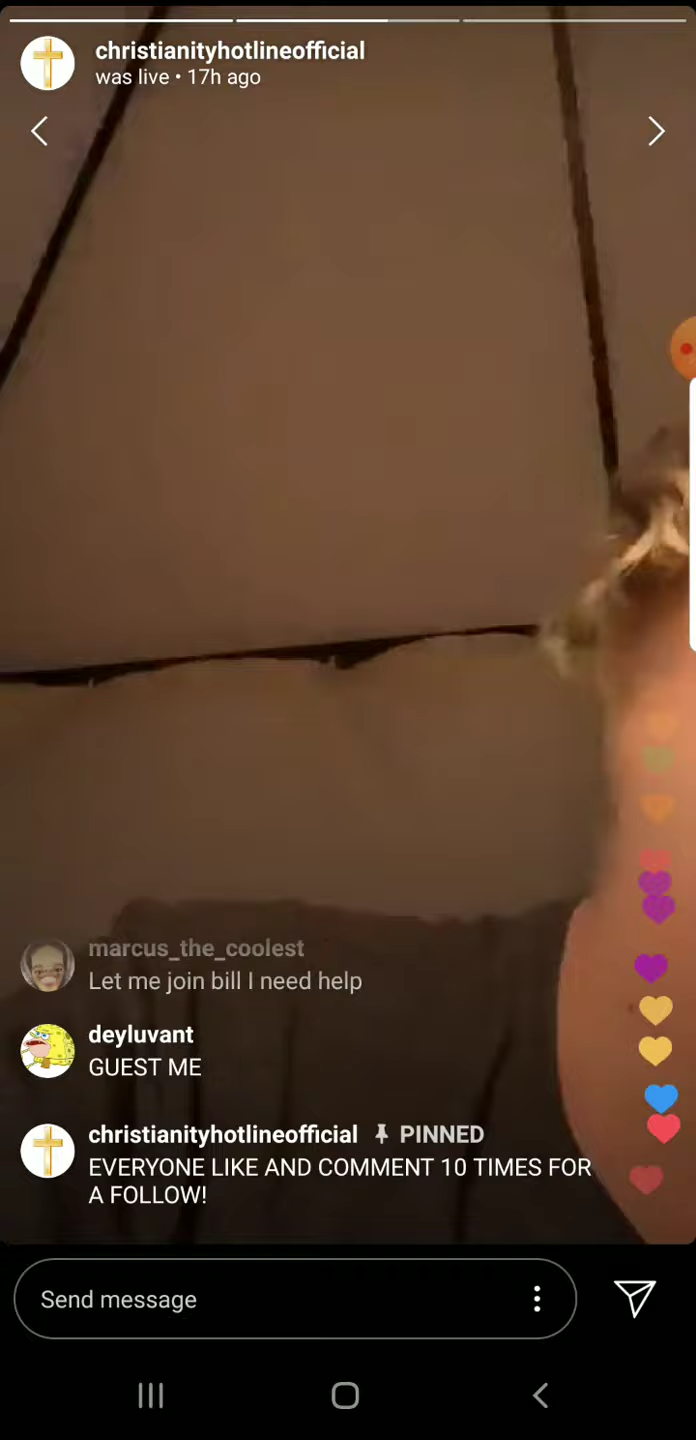 christianityhotlineofficial
was live • 17h ago
marcus_the_coolest
Let me join bill I need help
deyluvant
GUEST ME
christianityhotlineofficial PINNED
EVERYONE LIKE AND COMMENT 10 TIMES FOR
A FOLLOW!
Send message